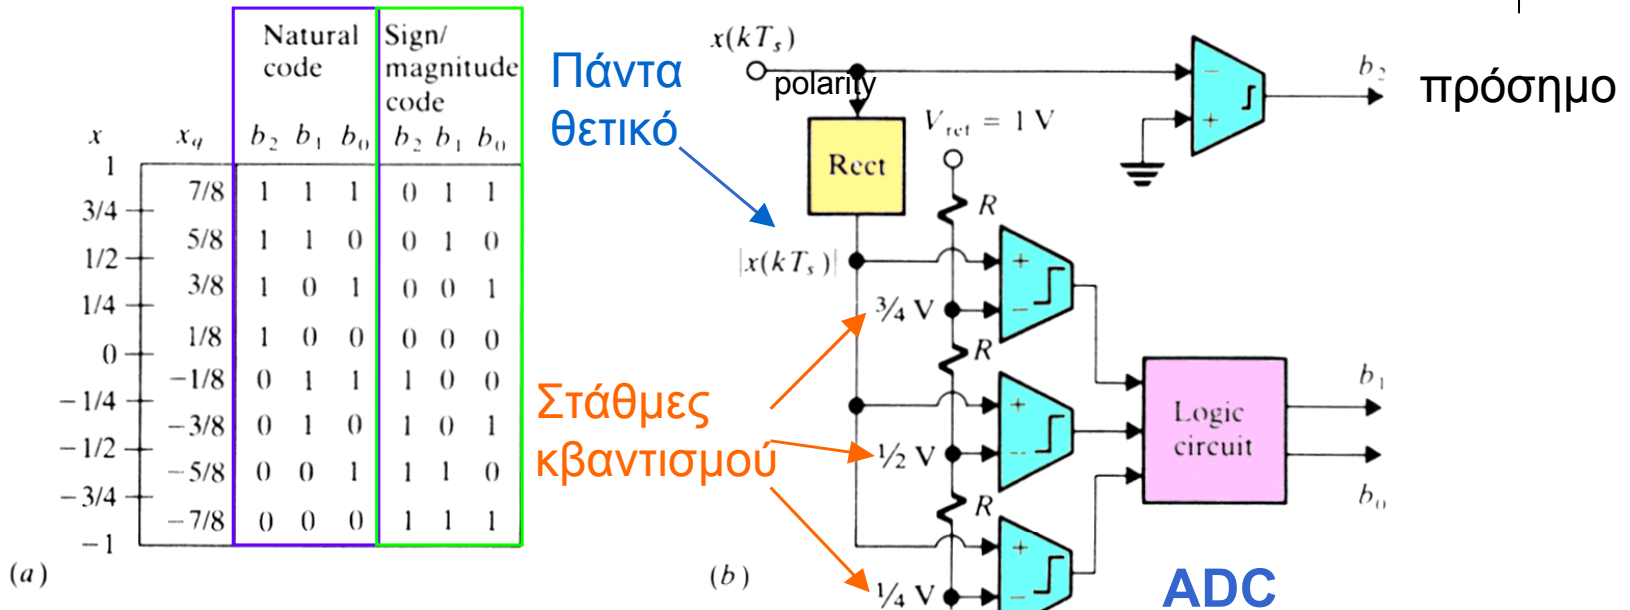 Natural code
Sign/ magnitude code
x x_q b₂ b₁ b₀ b₂ b₁ b₀
1
7/8 1 1 1 0 1 1
3/4
5/8 1 1 0 0 1 0
1/2
3/8 1 0 1 0 0 1
1/4
1/8 1 0 0 0 0 0
0
−1/8 0 1 1 1 0 0
− 1/4
−3/8 0 1 0 1 0 1
− 1/2
−5/8 0 0 1 1 1 0
− 3/4
−7/8 0 0 0 1 1 1
− 1
(a)
Πάντα
θετικό
Στάθμες
κβαντισμού
x(kTₛ)
polarity
−
+
b₂
πρόσημο
Rect
V_ref = 1 V
R
|x(kTₛ)|
+
−
3/4 V
R
+
−
1/2 V
R
+
−
1/4 V
Logic
circuit
b₁
b₀
(b)
ADC